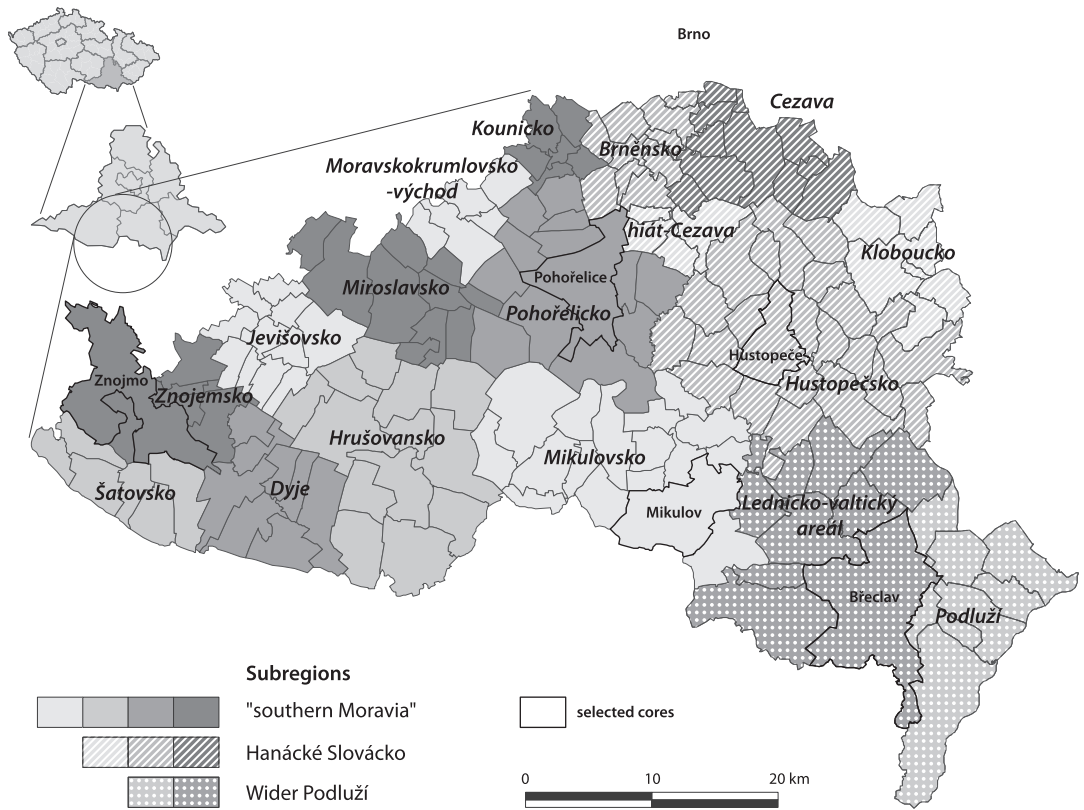 Brno
Cezava
Kounicko
Brněnsko
Moravskokrumlovsko
-východ
hiát-Cezava
Kloboucko
Pohořelice
Miroslavsko
Pohořelicko
Jevišovsko
Hustopeče
Znojmo
Hustopečsko
Znojemsko
Hrušovansko
Mikulovsko
Šatovsko
Dyje
Lednicko-valtický
areál
Mikulov
Břeclav
Podluží
Subregions
"southern Moravia"
selected cores
Hanácké Slovácko
Wider Podluží
0 10 20 km